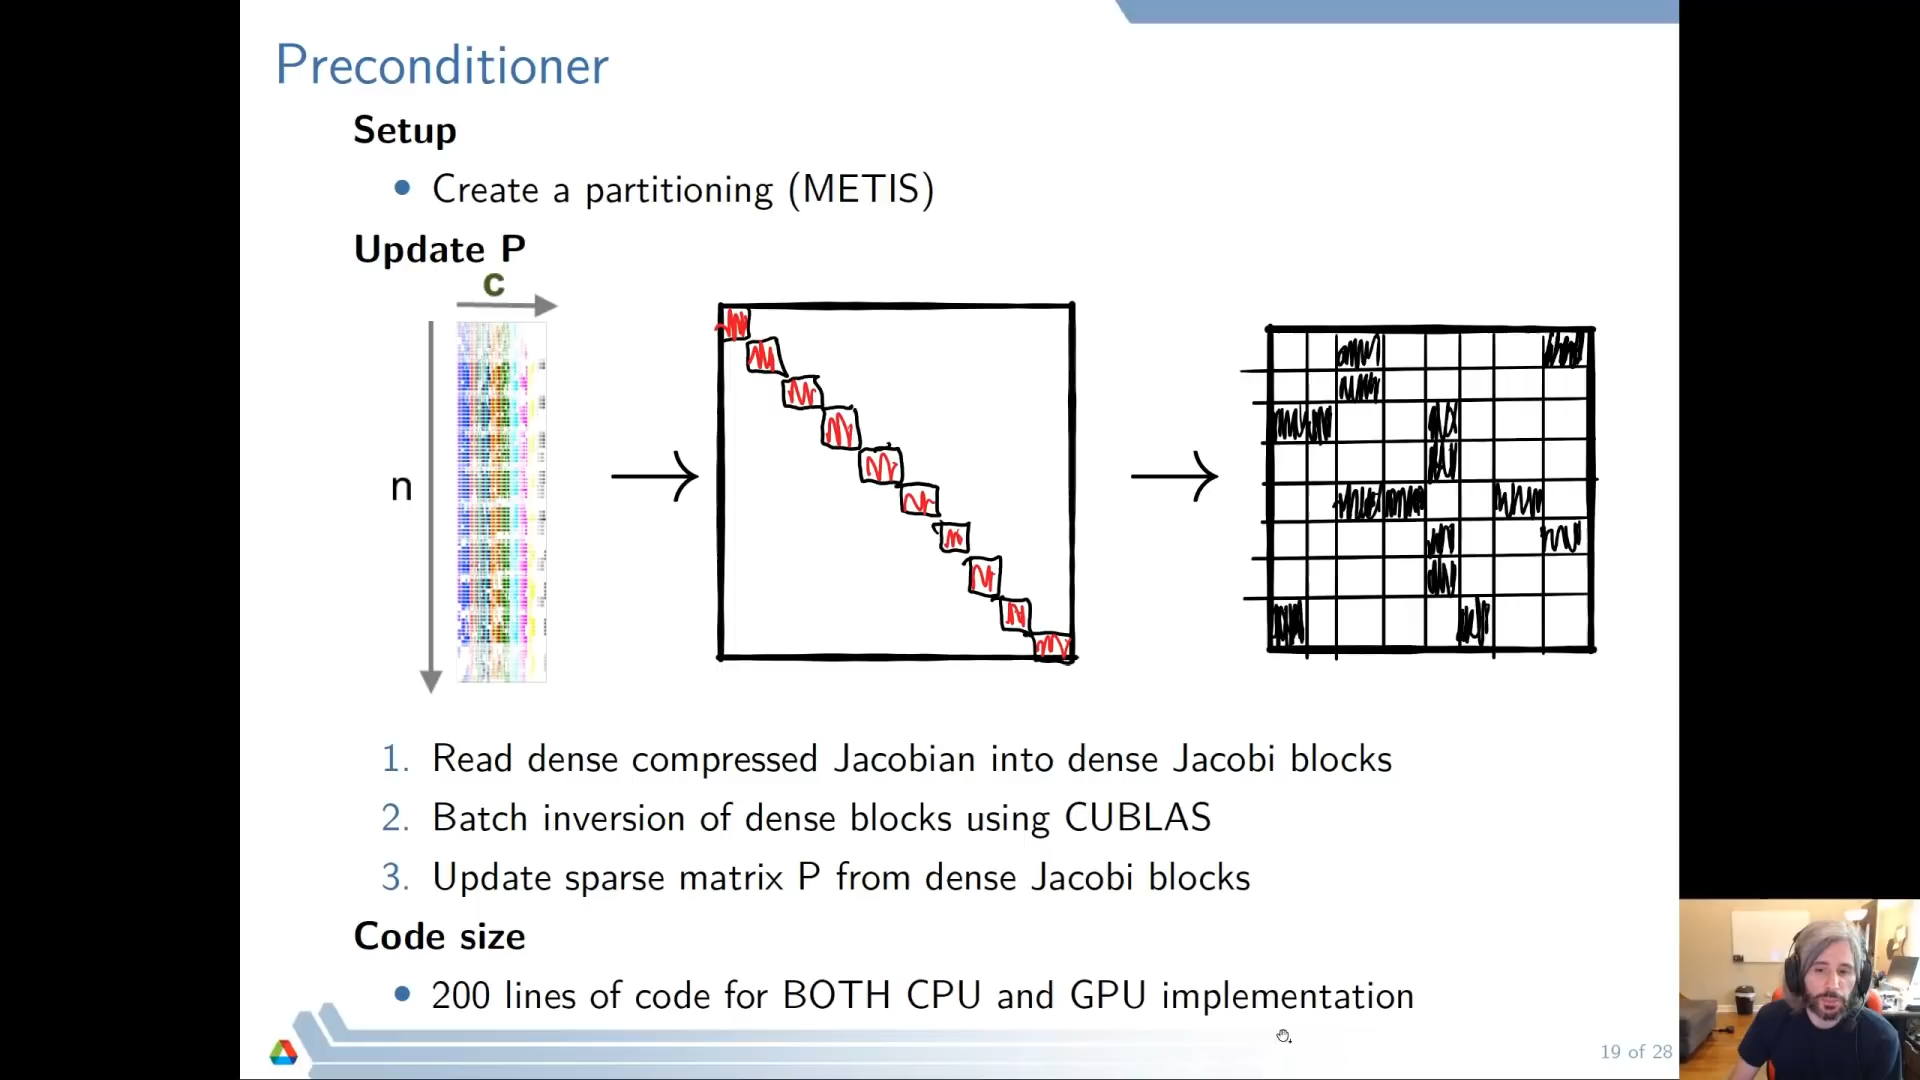 Preconditioner
Setup
• Create a partitioning (METIS)
Update P
c
n
1. Read dense compressed Jacobian into dense Jacobi blocks
2. Batch inversion of dense blocks using CUBLAS
3. Update sparse matrix P from dense Jacobi blocks
Code size
• 200 lines of code for BOTH CPU and GPU implementation
19 of 28